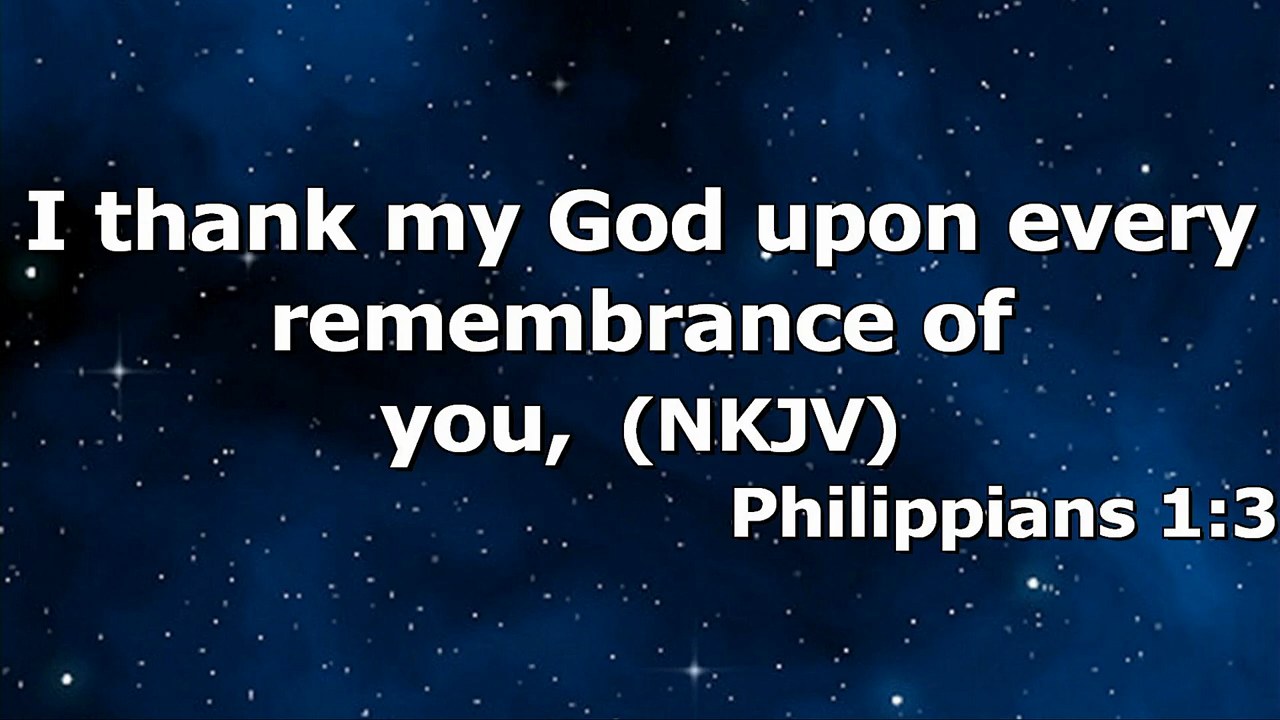 I thank my God upon every
remembrance of
you,  (NKJV)
Philippians 1:3